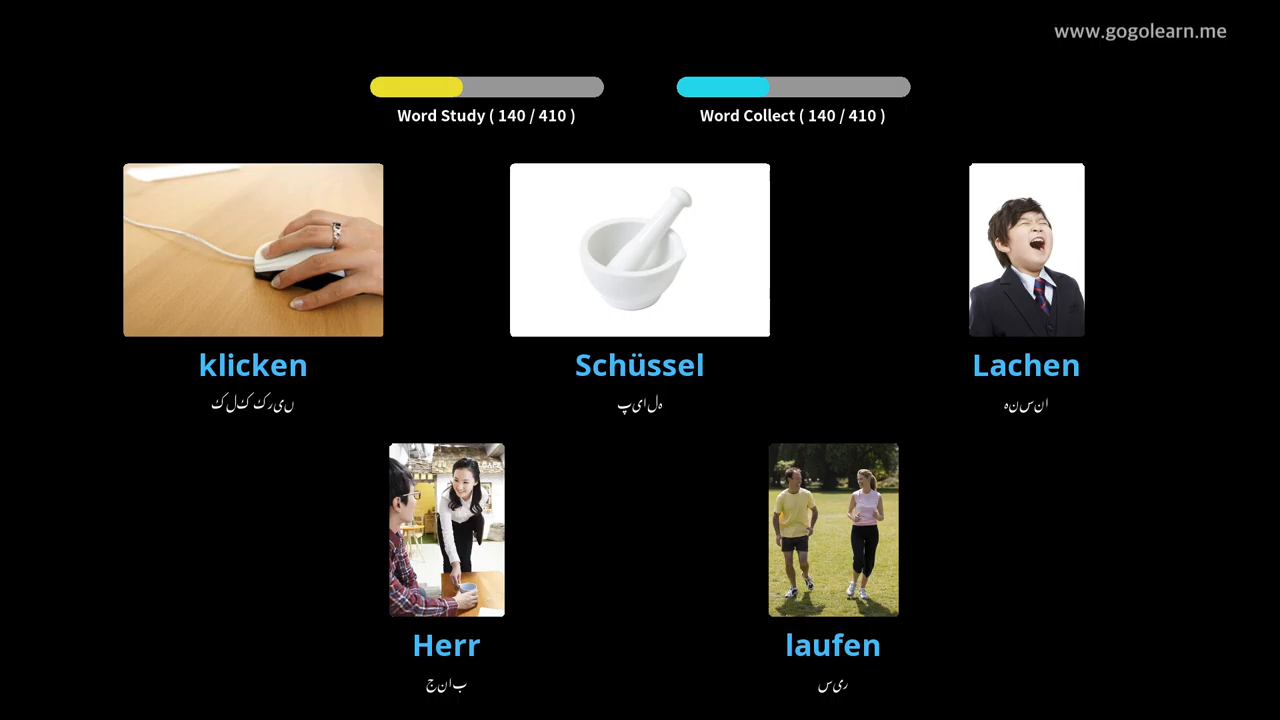 www.gogolearn.me
Word Study ( 140 / 410 )
Word Collect ( 140 / 410 )
klicken
کلک کریں
Schüssel
پیالہ
Lachen
ہنسنا
Herr
جناب
laufen
سیر